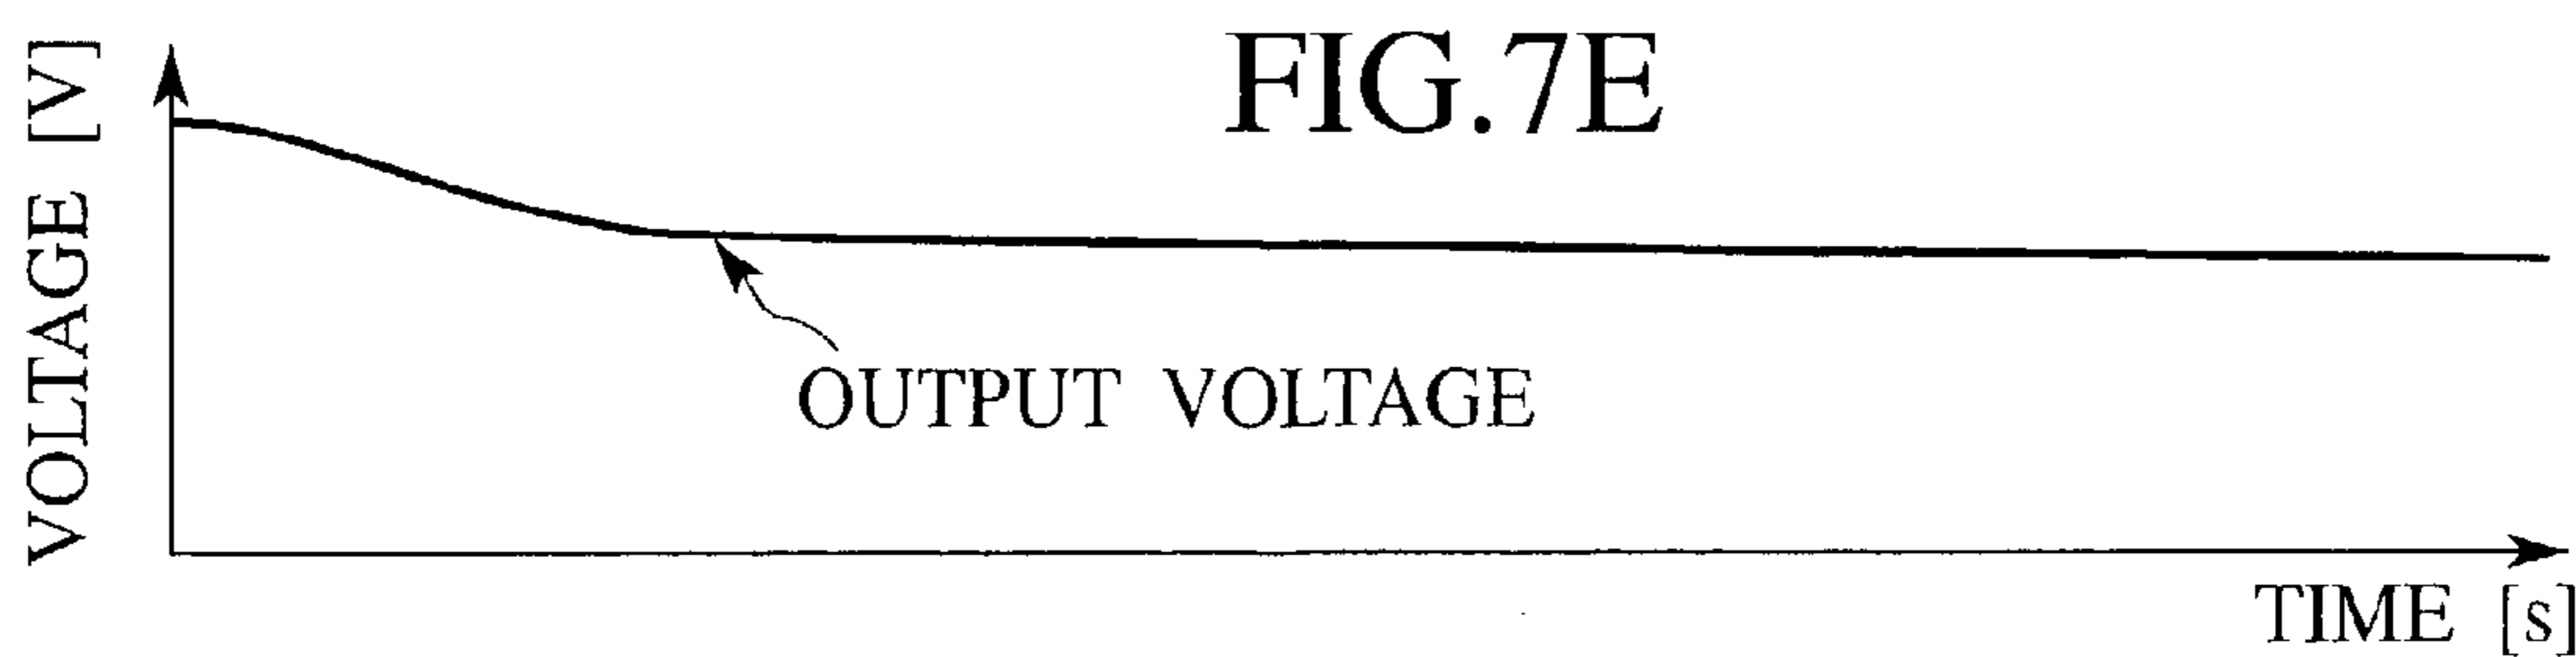 FIG.7E
VOLTAGE [V]
OUTPUT VOLTAGE
TIME [s]